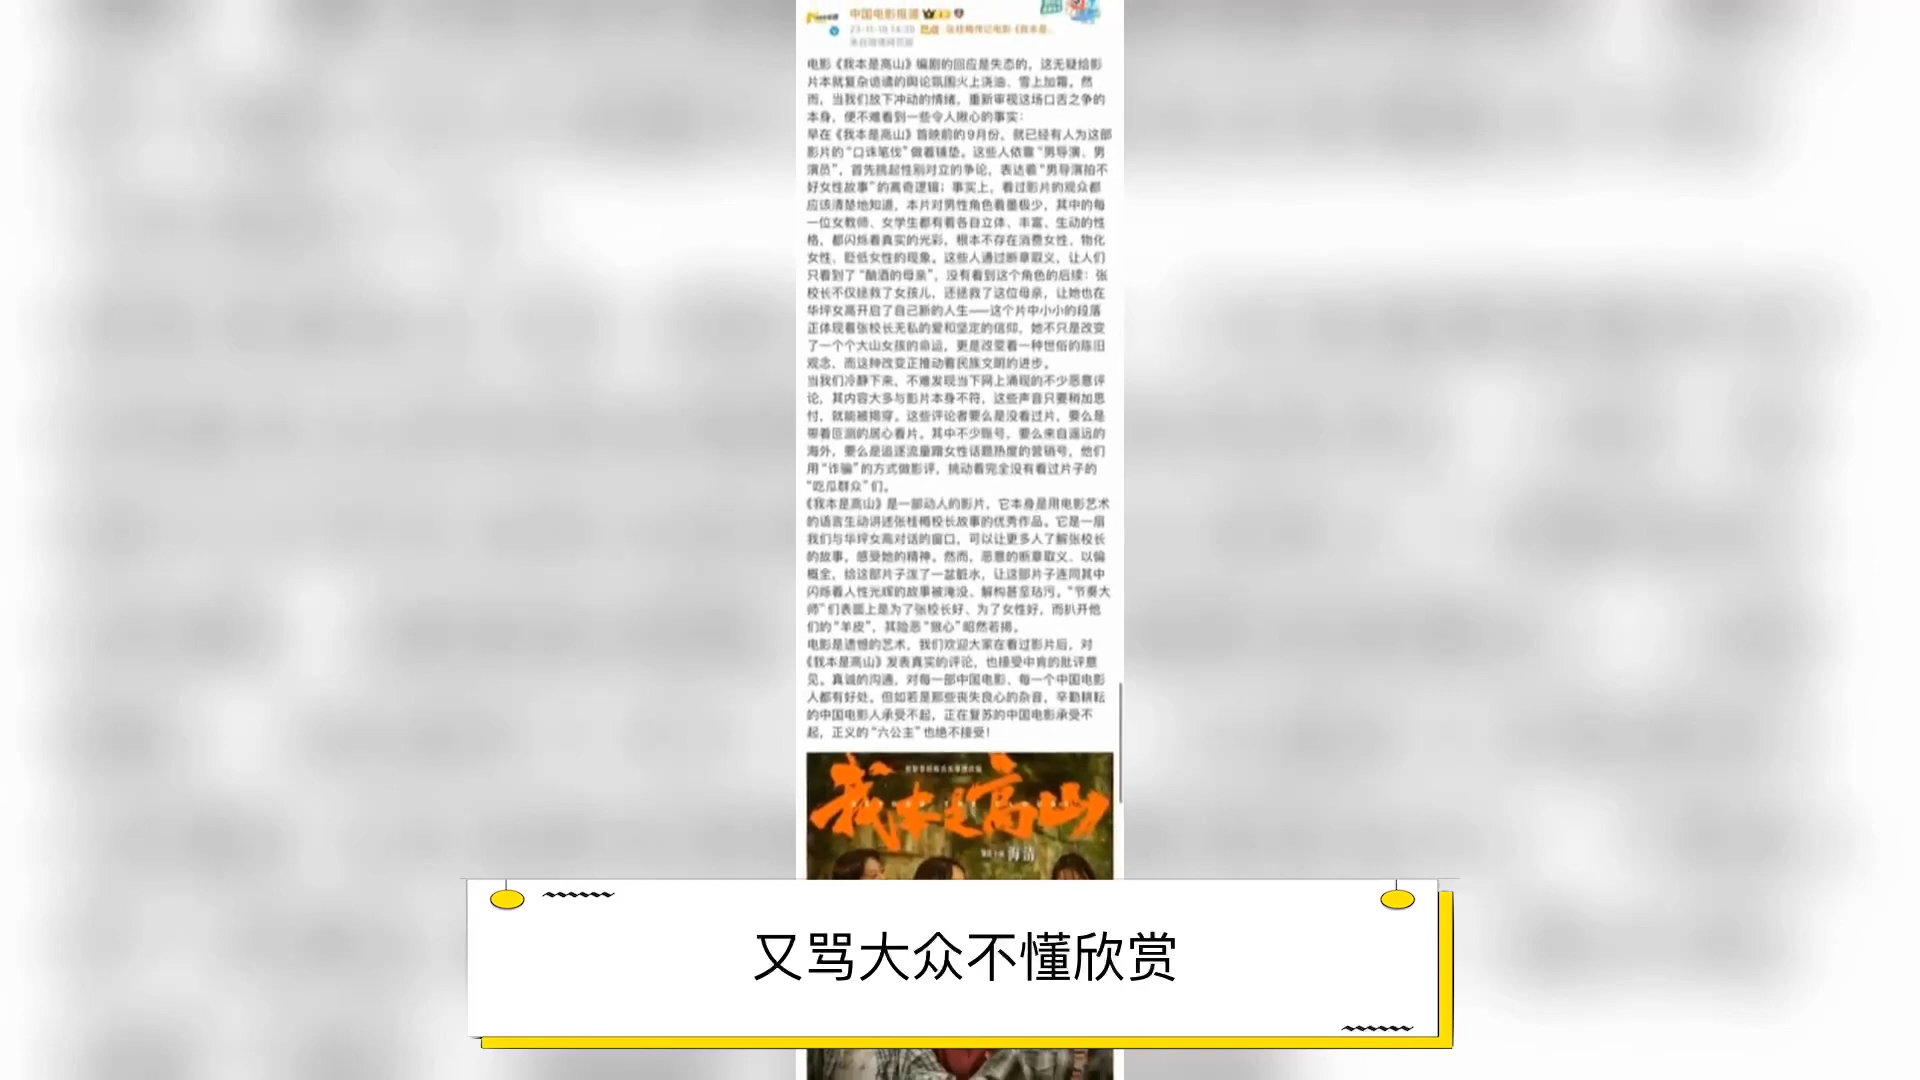 中国电影报道
23-11-19 14:39 已编 张桂梅传记电影《我本是...
来自微博网页版
电影《我本是高山》编剧的回应是失态的，这无疑给影
片本就复杂诡谲的舆论氛围火上浇油、雪上加霜。然
而，当我们放下冲动的情绪，重新审视这场口舌之争的
本身，便不难看到一些令人揪心的事实：
早在《我本是高山》首映前的9月份，就已经有人为这部
影片的“口诛笔伐”做着铺垫。这些人依靠“男导演、男
演员”，首先挑起性别对立的争论，表达着“男导演拍不
好女性故事”的离奇逻辑；事实上，看过影片的观众都
应该清楚地知道，本片对男性角色着墨极少，其中的每
一位女教师、女学生都有着各自立体、丰富、生动的性
格，都闪烁着真实的光彩，根本不存在消费女性，物化
女性、贬低女性的现象。这些人通过断章取义，让人们
只看到了“酗酒的母亲”，没有看到这个角色的后续：张
校长不仅拯救了女孩儿，还拯救了这位母亲，让她也在
华坪女高开启了自己新的人生——这个片中小小的段落
正体现着张校长无私的爱和坚定的信仰，她不只是改变
了一个个大山女孩的命运，更是改变着一种世俗的陈旧
观念，而这种改变正推动着民族文明的进步。
当我们冷静下来，不难发现当下网上涌现的不少恶意评
论，其内容大多与影片本身不符，这些声音只要稍加思
忖，就能被揭穿。这些评论者要么是没看过片，要么是
带着叵测的居心看片。其中不少账号，要么来自遥远的
海外，要么是追逐流量蹭女性话题热度的营销号，他们
用“诈骗”的方式做影评，挑动着完全没有看过片子的
“吃瓜群众”们。
《我本是高山》是一部动人的影片，它本身是用电影艺术
的语言生动讲述张桂梅校长故事的优秀作品。它是一扇
我们与华坪女高对话的窗口，可以让更多人了解张校长
的故事，感受她的精神。然而，恶意的断章取义、以偏
概全，给这部片子泼了一盆脏水，让这部片子连同其中
闪烁着人性光辉的故事被淹没、解构甚至玷污。“节奏大
师”们表面上是为了张校长好、为了女性好，而扒开他
们的“羊皮”，其险恶“狼心”昭然若揭。
电影是遗憾的艺术，我们欢迎大家在看过影片后，对
《我本是高山》发表真实的评论，也接受中肯的批评意
见。真诚的沟通，对每一部中国电影、每一个中国电影
人都有好处。但如若是那些丧失良心的杂音，辛勤耕耘
的中国电影人承受不起，正在复苏的中国电影承受不
起，正义的“六公主”也绝不接受！
我本是高山
海清
又骂大众不懂欣赏